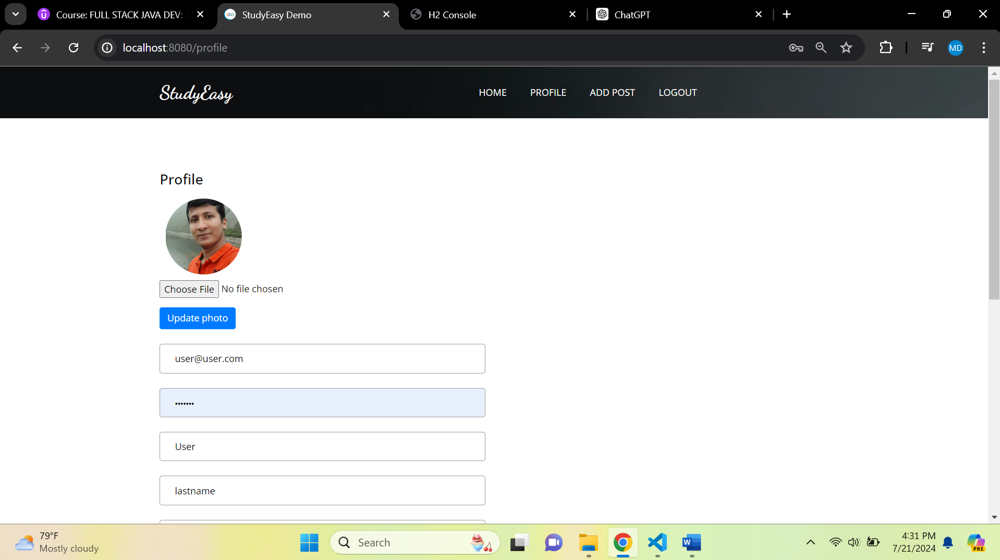 Course: FULL STACK JAVA DEV:
StudyEasy Demo
H2 Console
ChatGPT
localhost:8080/profile
MD
StudyEasy
HOME
PROFILE
ADD POST
LOGOUT
Profile
Choose File No file chosen
Update photo
user@user.com
•••••••
User
lastname
79°F
Mostly cloudy
Search
W
4:31 PM
7/21/2024
PRE